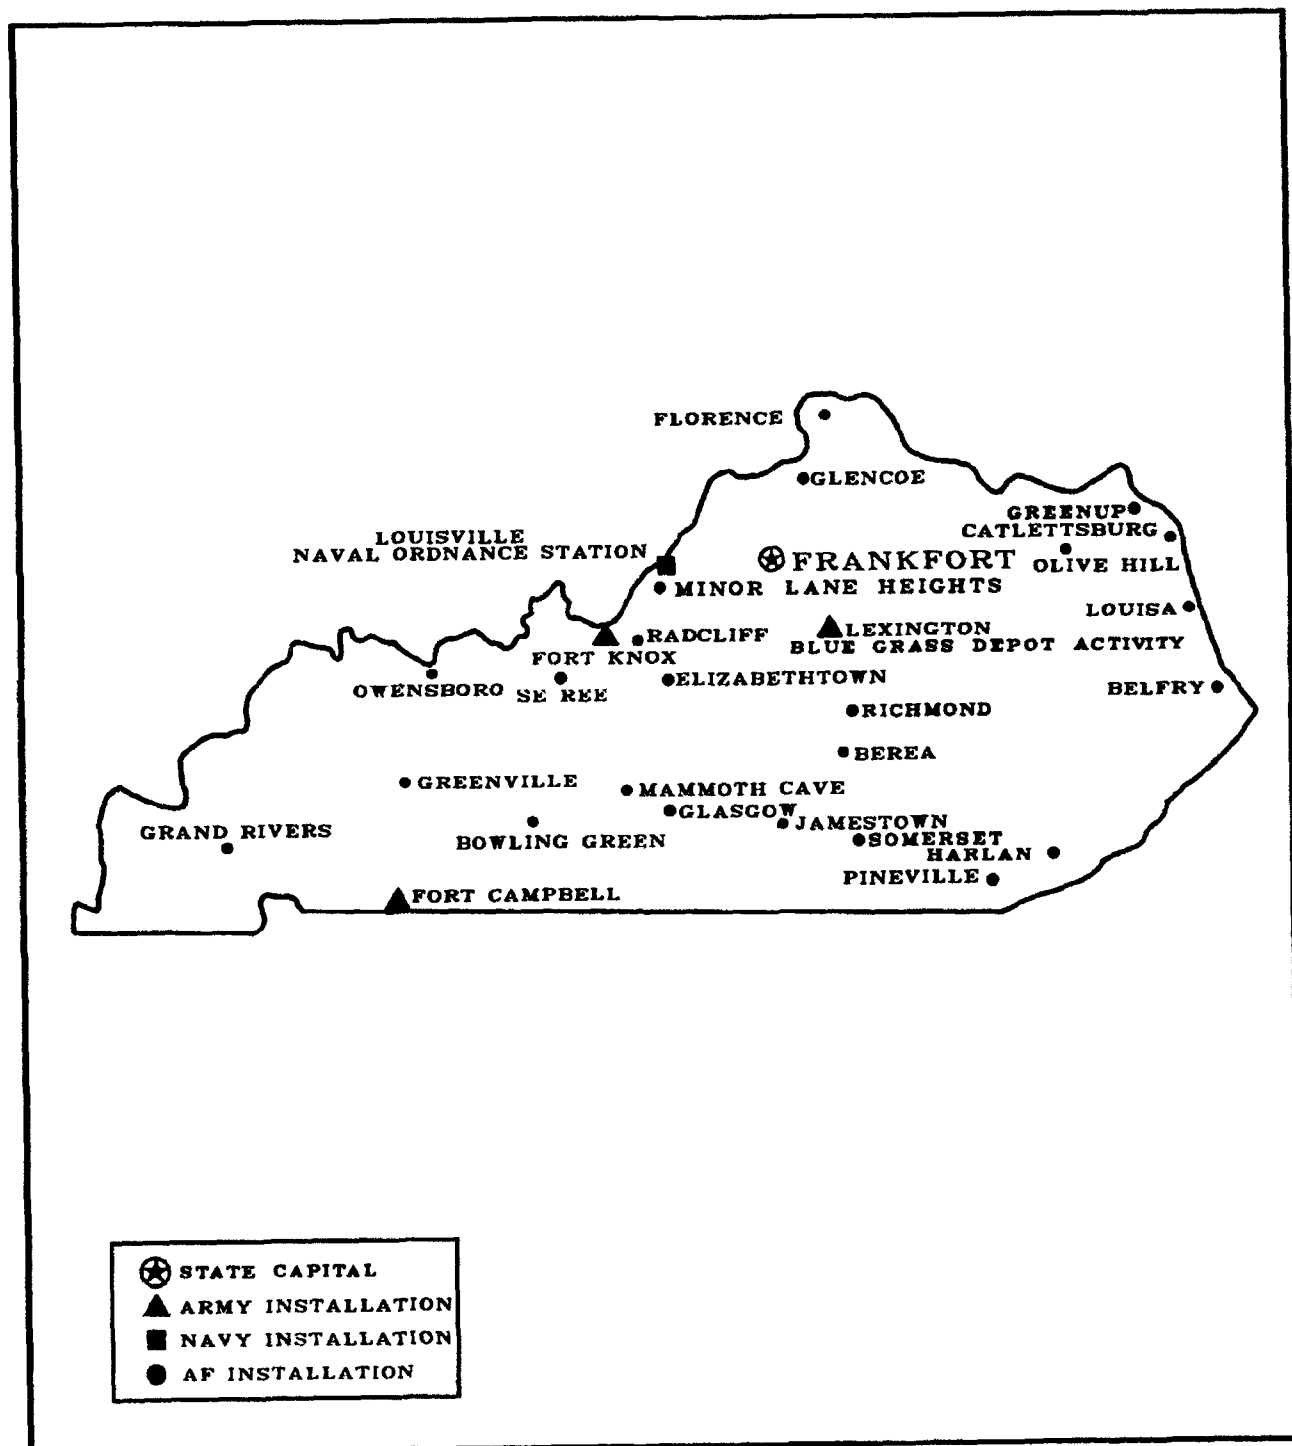 FLORENCE
GLENCOE
GREENUP
CATLETTSBURG
LOUISVILLE
NAVAL ORDNANCE STATION
FRANKFORT
OLIVE HILL
MINOR LANE HEIGHTS
LOUISA
RADCLIFF
LEXINGTON
BLUE GRASS DEPOT ACTIVITY
FORT KNOX
ELIZABETHTOWN
OWENSBORO
SE REE
BELFRY
RICHMOND
BEREA
GREENVILLE
MAMMOTH CAVE
GLASGOW
JAMESTOWN
GRAND RIVERS
BOWLING GREEN
SOMERSET
HARLAN
PINEVILLE
FORT CAMPBELL
STATE CAPITAL
ARMY INSTALLATION
NAVY INSTALLATION
AF INSTALLATION